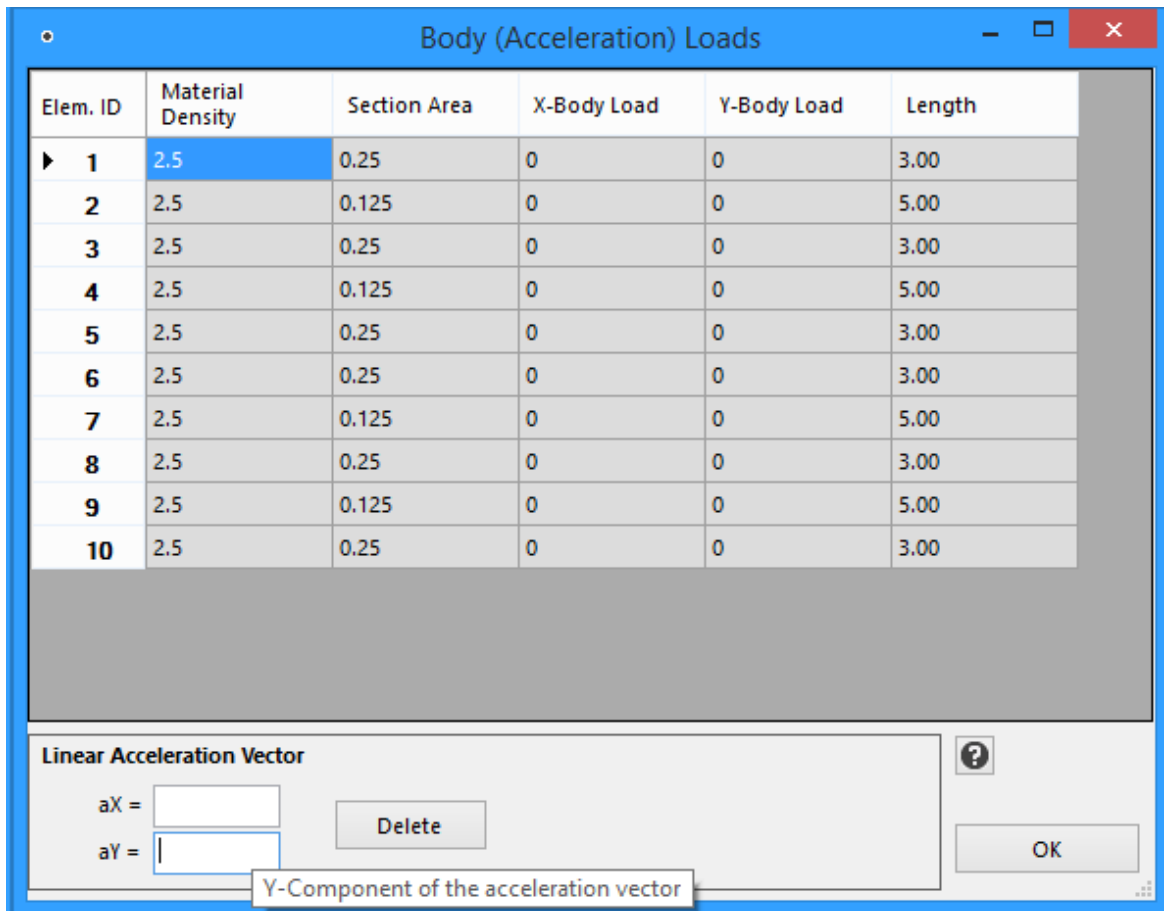 Body (Acceleration) Loads
Elem. ID Material Density Section Area X-Body Load Y-Body Load Length
1 2.5 0.25 0 0 3.00
2 2.5 0.125 0 0 5.00
3 2.5 0.25 0 0 3.00
4 2.5 0.125 0 0 5.00
5 2.5 0.25 0 0 3.00
6 2.5 0.25 0 0 3.00
7 2.5 0.125 0 0 5.00
8 2.5 0.25 0 0 3.00
9 2.5 0.125 0 0 5.00
10 2.5 0.25 0 0 3.00
Linear Acceleration Vector
aX =
Delete
aY =
OK
Y-Component of the acceleration vector